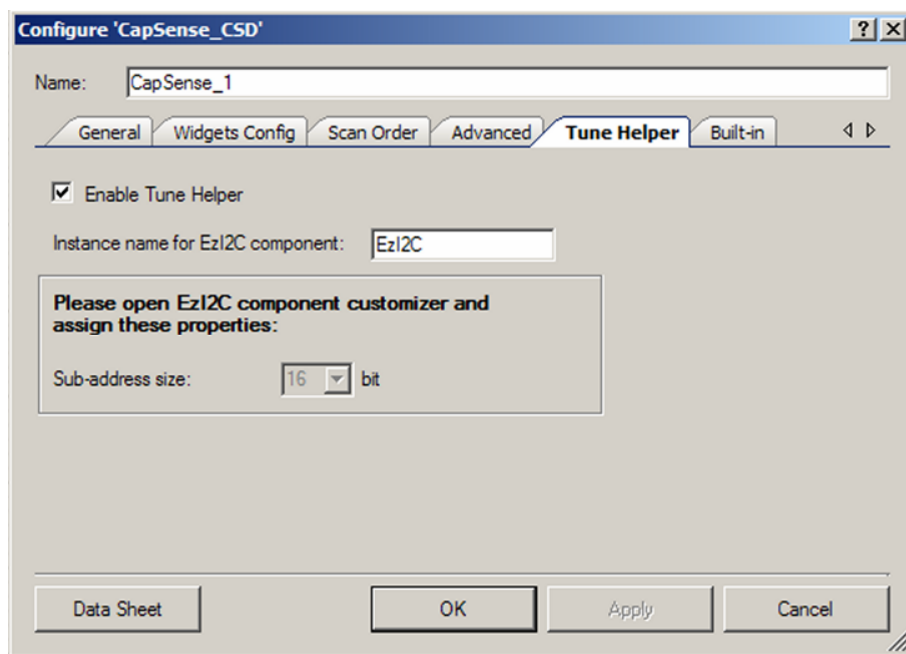 Configure 'CapSense_CSD'
Name: CapSense_1
General Widgets Config Scan Order Advanced Tune Helper Built-in
Enable Tune Helper
Instance name for EzI2C component: EzI2C
Please open EzI2C component customizer and
assign these properties:
Sub-address size: 16 bit
Data Sheet OK Apply Cancel